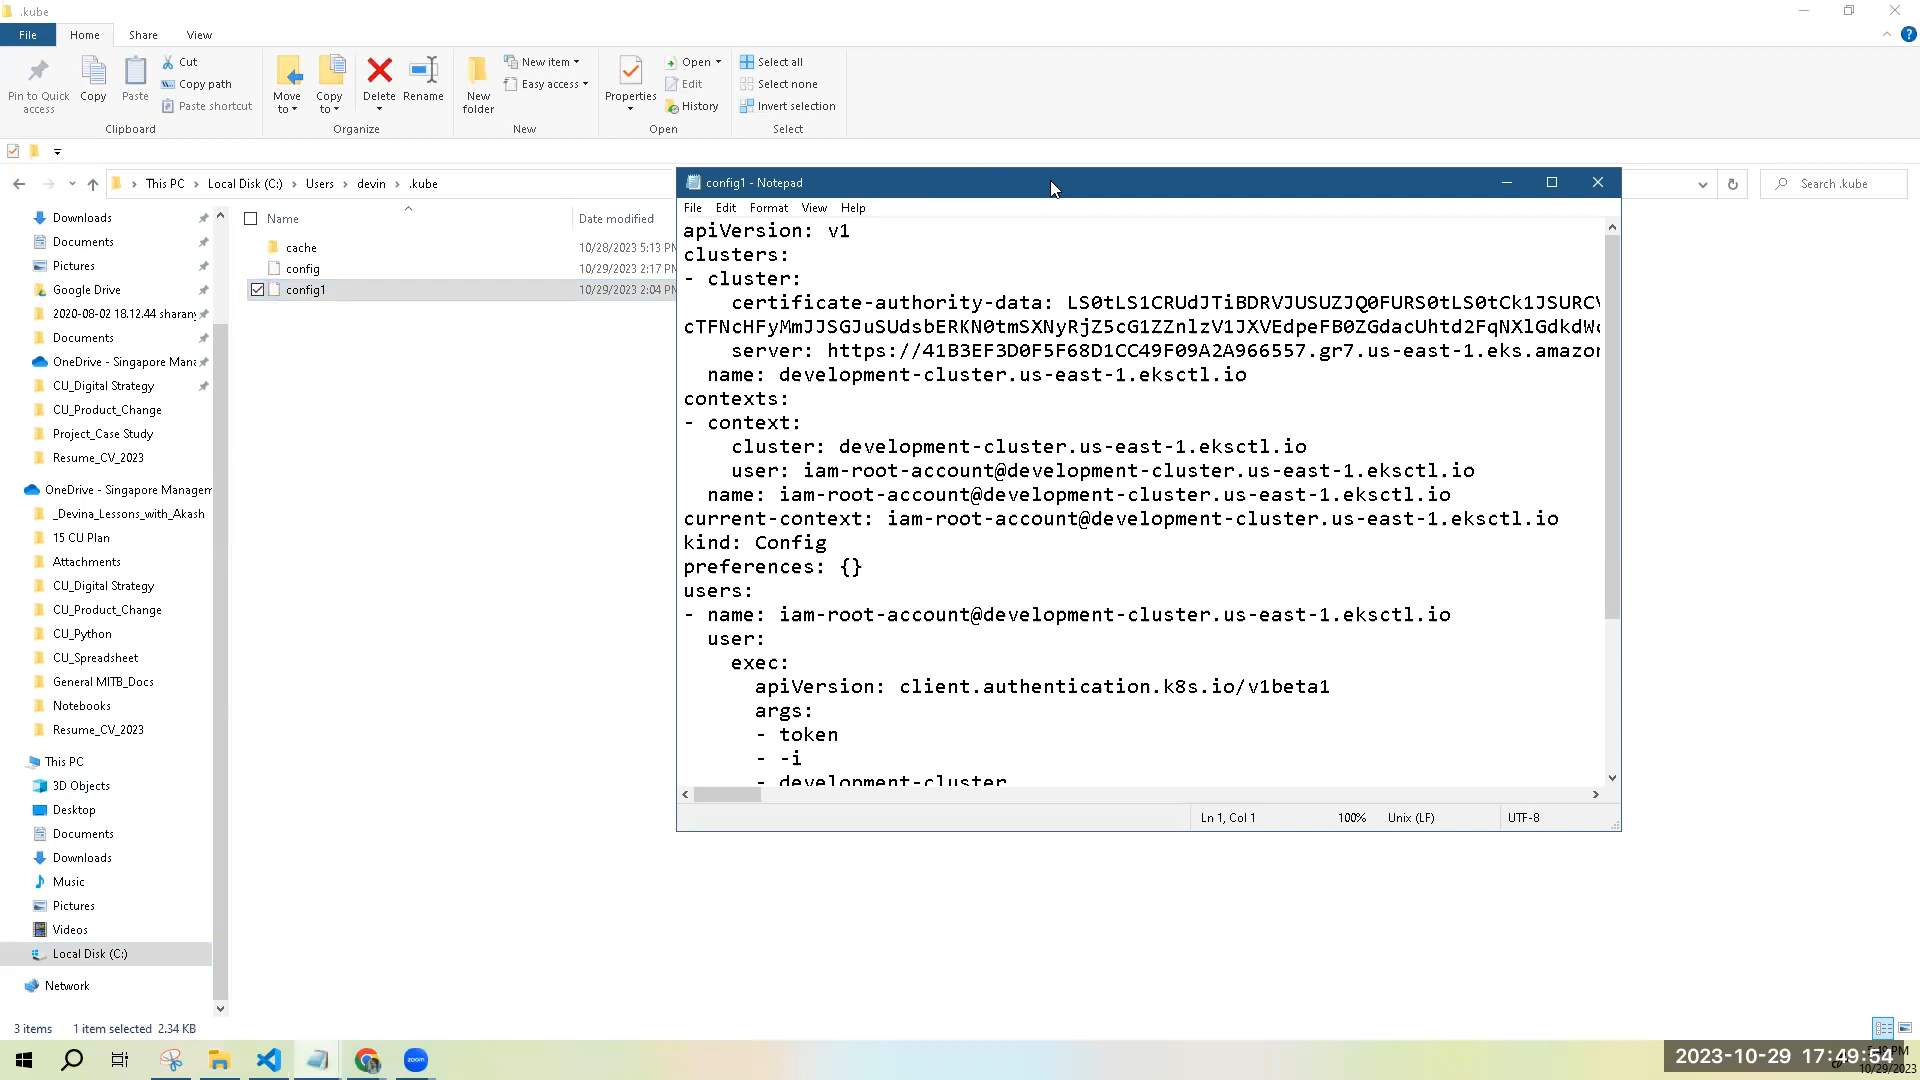 .kube
File Home Share View
Pin to Quick access
Copy
Paste
Cut
Copy path
Paste shortcut
Clipboard
Move to
Copy to
Delete
Rename
Organize
New folder
New item
Easy access
New
Properties
Open
Edit
History
Open
Select all
Select none
Invert selection
Select
This PC > Local Disk (C:) > Users > devin > .kube
Search .kube
Downloads
Documents
Pictures
Google Drive
2020-08-02 18.12.44 sharany
Documents
OneDrive - Singapore Mana
CU_Digital Strategy
CU_Product_Change
Project_Case Study
Resume_CV_2023
OneDrive - Singapore Managem
_Devina_Lessons_with_Akash
15 CU Plan
Attachments
CU_Digital Strategy
CU_Product_Change
CU_Python
CU_Spreadsheet
General MITB_Docs
Notebooks
Resume_CV_2023
This PC
3D Objects
Desktop
Documents
Downloads
Music
Pictures
Videos
Local Disk (C:)
Network
Name Date modified
cache 10/28/2023 5:13 PM
config 10/29/2023 2:17 PM
config1 10/29/2023 2:04 PM
config1 - Notepad
File Edit Format View Help
apiVersion: v1
clusters:
- cluster:
certificate-authority-data: LS0tLS1CRUdJTiBDRVJUSUZJQ0FURS0tLS0tCk1JSURCV
cTFNcHFyMmJJSGJuSUdsbERKN0tmSXNyRjZ5cG1ZZnlzV1JXVEdpeFB0ZGdacUhtd2FqNXlGdkdW
server: https://41B3EF3D0F5F68D1CC49F09A2A966557.gr7.us-east-1.eks.amazon
name: development-cluster.us-east-1.eksctl.io
contexts:
- context:
cluster: development-cluster.us-east-1.eksctl.io
user: iam-root-account@development-cluster.us-east-1.eksctl.io
name: iam-root-account@development-cluster.us-east-1.eksctl.io
current-context: iam-root-account@development-cluster.us-east-1.eksctl.io
kind: Config
preferences: {}
users:
- name: iam-root-account@development-cluster.us-east-1.eksctl.io
user:
exec:
apiVersion: client.authentication.k8s.io/v1beta1
args:
- token
- -i
- development-cluster
Ln 1, Col 1 100% Unix (LF) UTF-8
3 items 1 item selected 2.34 KB
zoom
2023-10-29 17:49:54
10/29/2023